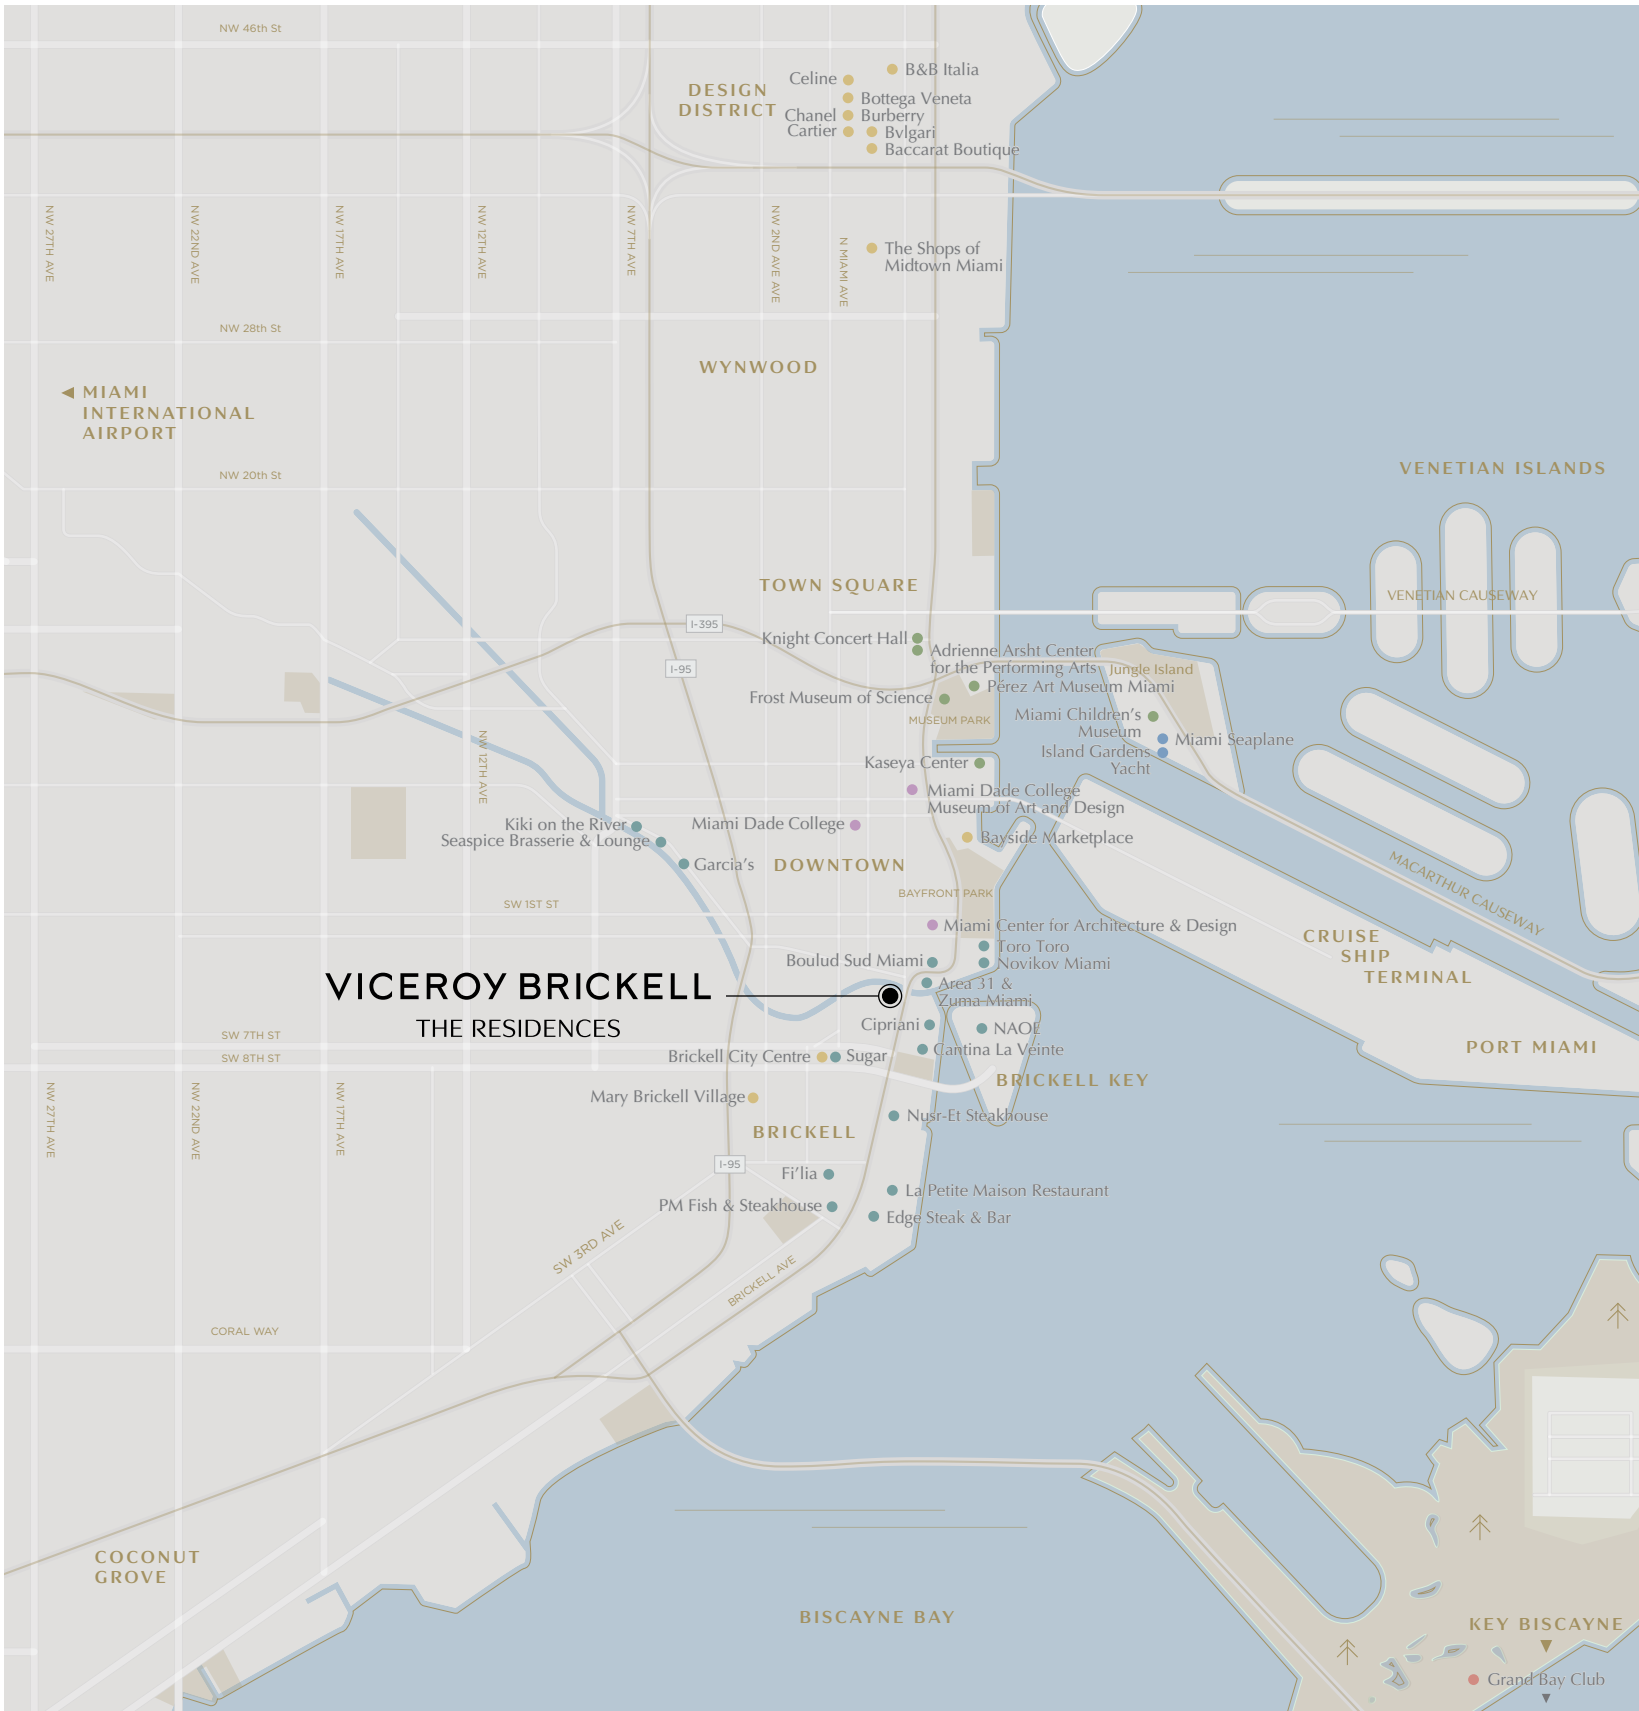 NW 46th St
B&B Italia
Celine
DESIGN
DISTRICT
Bottega Veneta
Chanel
Burberry
Cartier
Bvlgari
Baccarat Boutique
NW 27TH AVE
NW 22ND AVE
NW 17TH AVE
NW 12TH AVE
NW 7TH AVE
NW 2ND AVE AVE
N MIAMI AVE
The Shops of
Midtown Miami
NW 28th St
WYNWOOD
MIAMI
INTERNATIONAL
AIRPORT
NW 20th St
VENETIAN ISLANDS
TOWN SQUARE
VENETIAN CAUSEWAY
I-395
Knight Concert Hall
Adrienne Arsht Center
for the Performing Arts
I-95
Jungle Island
Pérez Art Museum Miami
Frost Museum of Science
MUSEUM PARK
Miami Children's
Museum
Miami Seaplane
Island Gardens
Yacht
NW 12TH AVE
Kaseya Center
Miami Dade College
Museum of Art and Design
Kiki on the River
Miami Dade College
Seaspice Brasserie & Lounge
Bayside Marketplace
Garcia's
DOWNTOWN
MACARTHUR CAUSEWAY
BAYFRONT PARK
SW 1ST ST
Miami Center for Architecture & Design
CRUISE
SHIP
TERMINAL
Toro Toro
Boulud Sud Miami
Novikov Miami
VICEROY BRICKELL
THE RESIDENCES
Area 31 &
Zuma Miami
Cipriani
NAOE
SW 7TH ST
SW 8TH ST
Brickell City Centre
Sugar
Cantina La Veinte
PORT MIAMI
BRICKELL KEY
NW 27TH AVE
NW 22ND AVE
NW 17TH AVE
Mary Brickell Village
Nusr-Et Steakhouse
BRICKELL
I-95
Fi'lia
La Petite Maison Restaurant
PM Fish & Steakhouse
Edge Steak & Bar
SW 3RD AVE
BRICKELL AVE
CORAL WAY
COCONUT
GROVE
BISCAYNE BAY
KEY BISCAYNE
Grand Bay Club